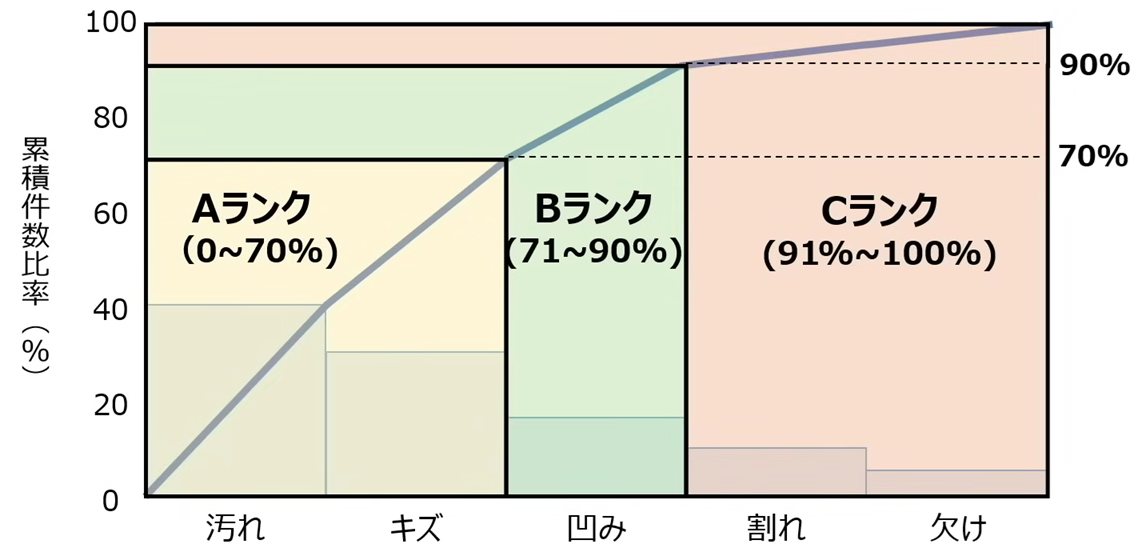 100
90%
80
70%
累積件数比率（%）
60
Aランク
（0~70%）
Bランク
(71~90%)
Cランク
(91%~100%)
40
20
0
汚れ
キズ
凹み
割れ
欠け